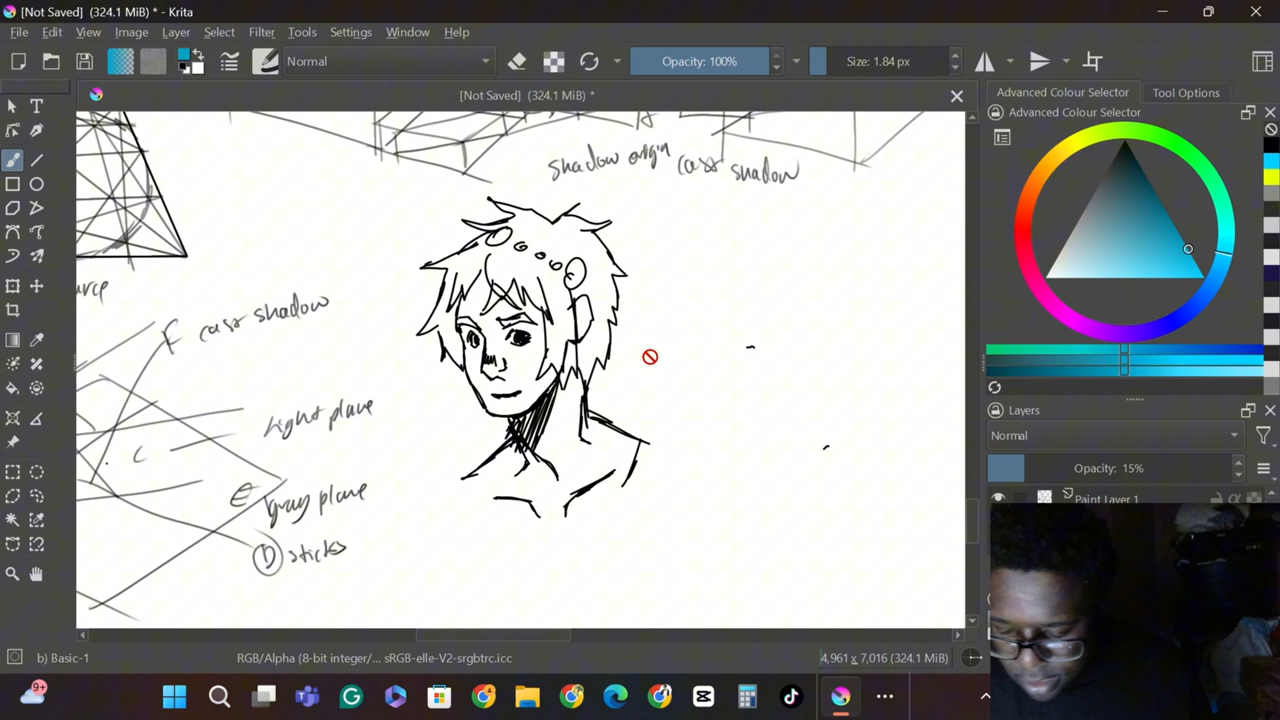 [Not Saved] (324.1 MiB) * - Krita
File Edit View Image Layer Select Filter Tools Settings Window Help
Normal
Opacity: 100%
Size: 1.84 px
[Not Saved] (324.1 MiB) *
Advanced Colour Selector
Tool Options
Advanced Colour Selector
shadow origin cast shadow
F cast shadow
Light plane
C
E gray plane
D sticks
Layers
Normal
Opacity: 15%
Paint Layer 1
b) Basic-1
RGB/Alpha (8-bit integer/... sRGB-elle-V2-srgbtrc.icc
4,961 x 7,016 (324.1 MiB)
9+